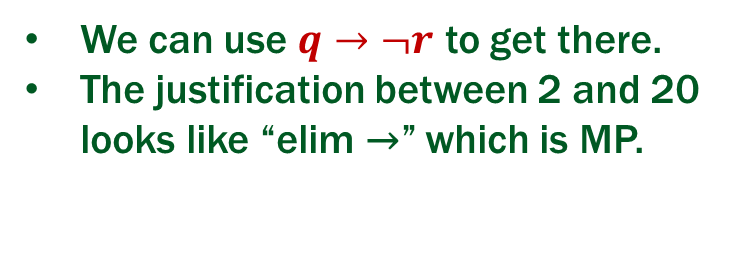 • We can use q → ¬r to get there.
• The justification between 2 and 20
looks like “elim →” which is MP.